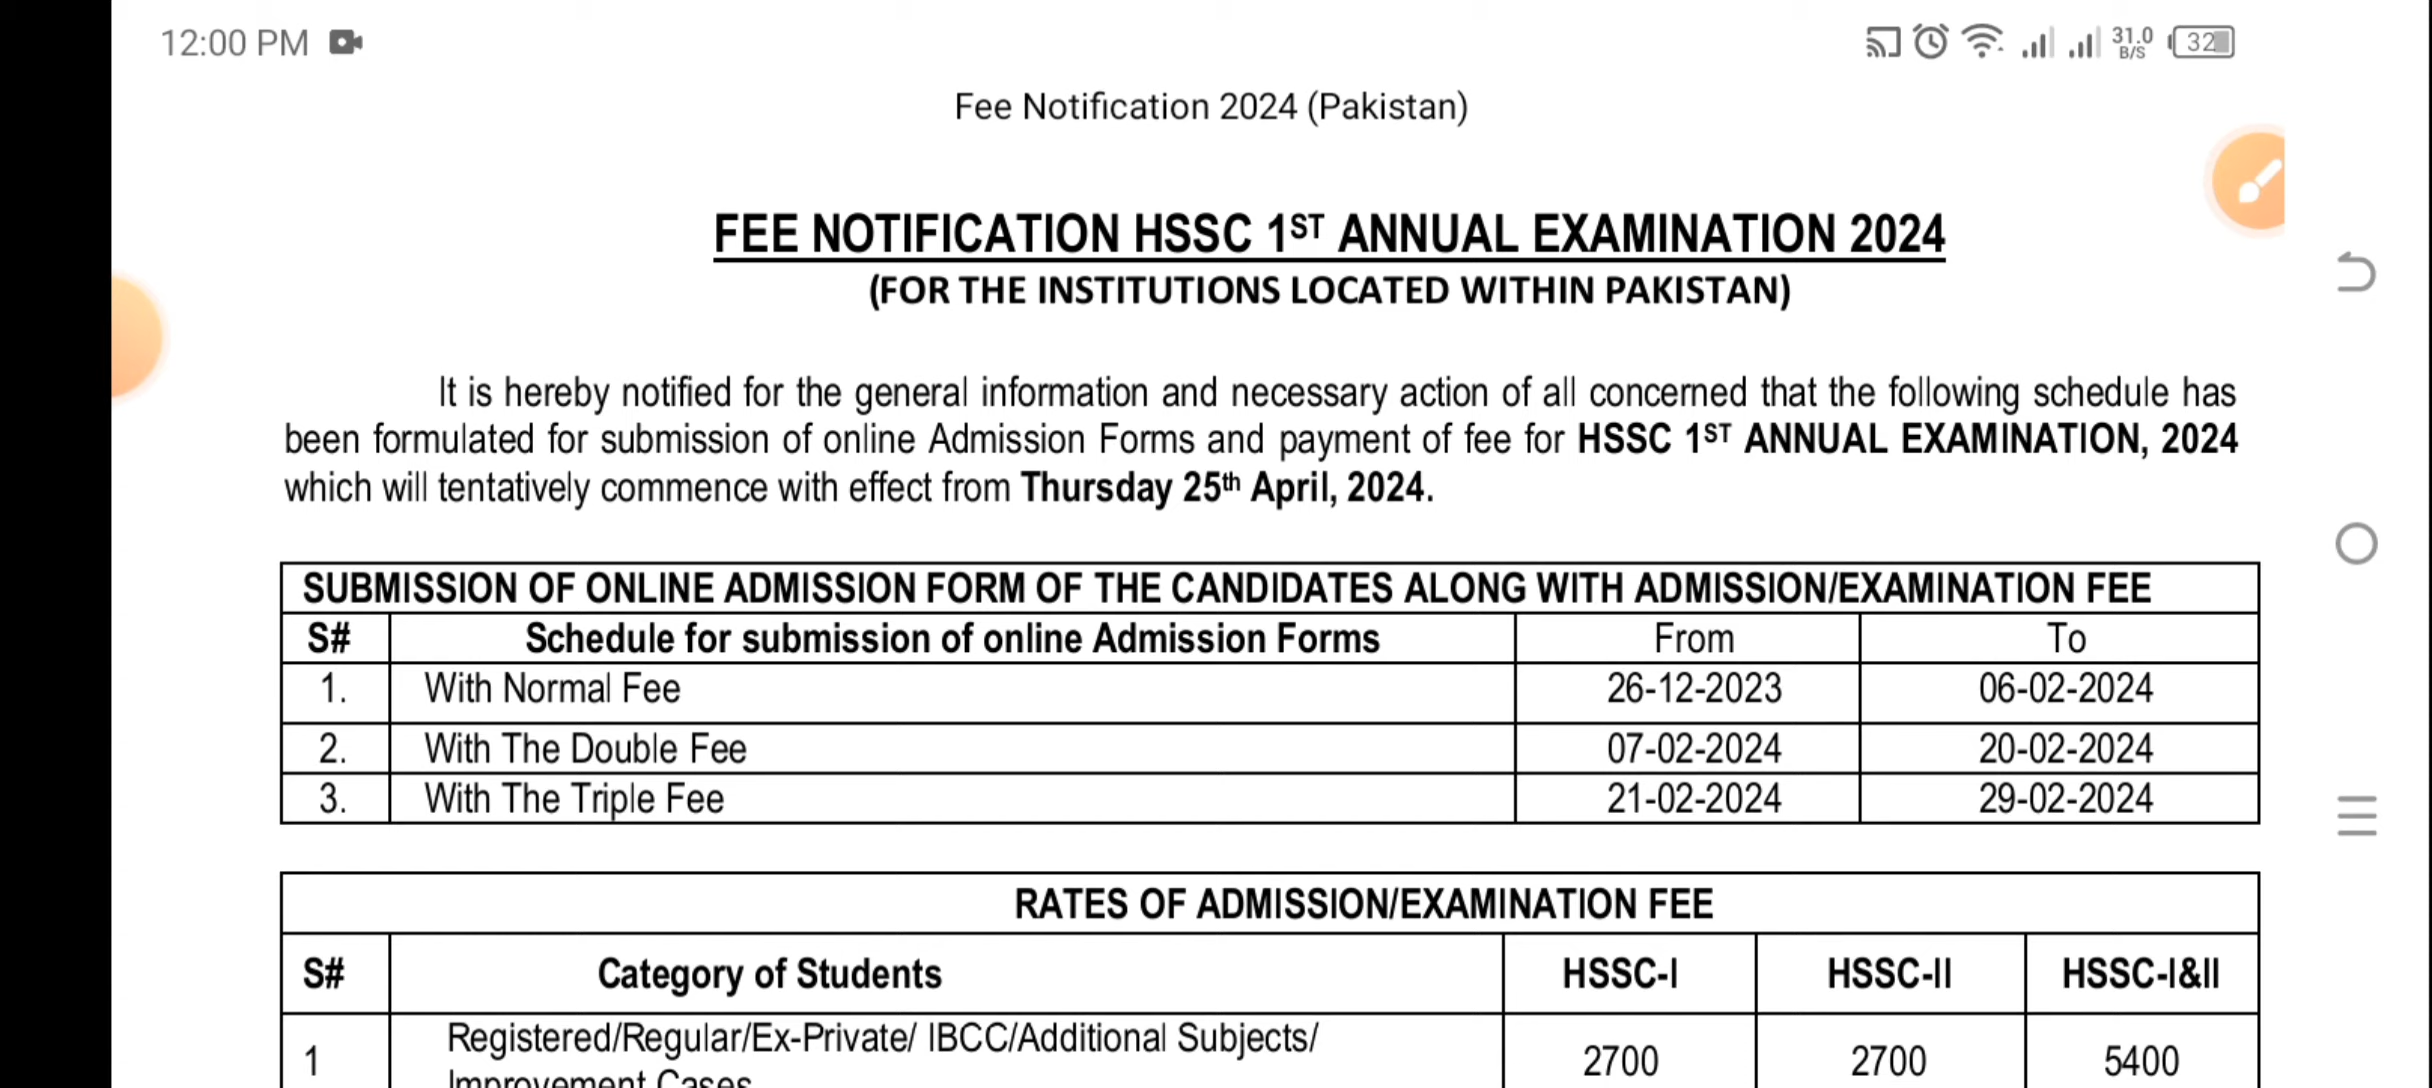 12:00 PM
31.0
B/S
32
Fee Notification 2024 (Pakistan)
FEE NOTIFICATION HSSC 1ST ANNUAL EXAMINATION 2024
(FOR THE INSTITUTIONS LOCATED WITHIN PAKISTAN)
It is hereby notified for the general information and necessary action of all concerned that the following schedule has
been formulated for submission of online Admission Forms and payment of fee for HSSC 1ST ANNUAL EXAMINATION, 2024
which will tentatively commence with effect from Thursday 25th April, 2024.
SUBMISSION OF ONLINE ADMISSION FORM OF THE CANDIDATES ALONG WITH ADMISSION/EXAMINATION FEE
S# Schedule for submission of online Admission Forms From To
1. With Normal Fee 26-12-2023 06-02-2024
2. With The Double Fee 07-02-2024 20-02-2024
3. With The Triple Fee 21-02-2024 29-02-2024
RATES OF ADMISSION/EXAMINATION FEE
S# Category of Students HSSC-I HSSC-II HSSC-I&II
1 Registered/Regular/Ex-Private/ IBCC/Additional Subjects/ 2700 2700 5400
Improvement Cases